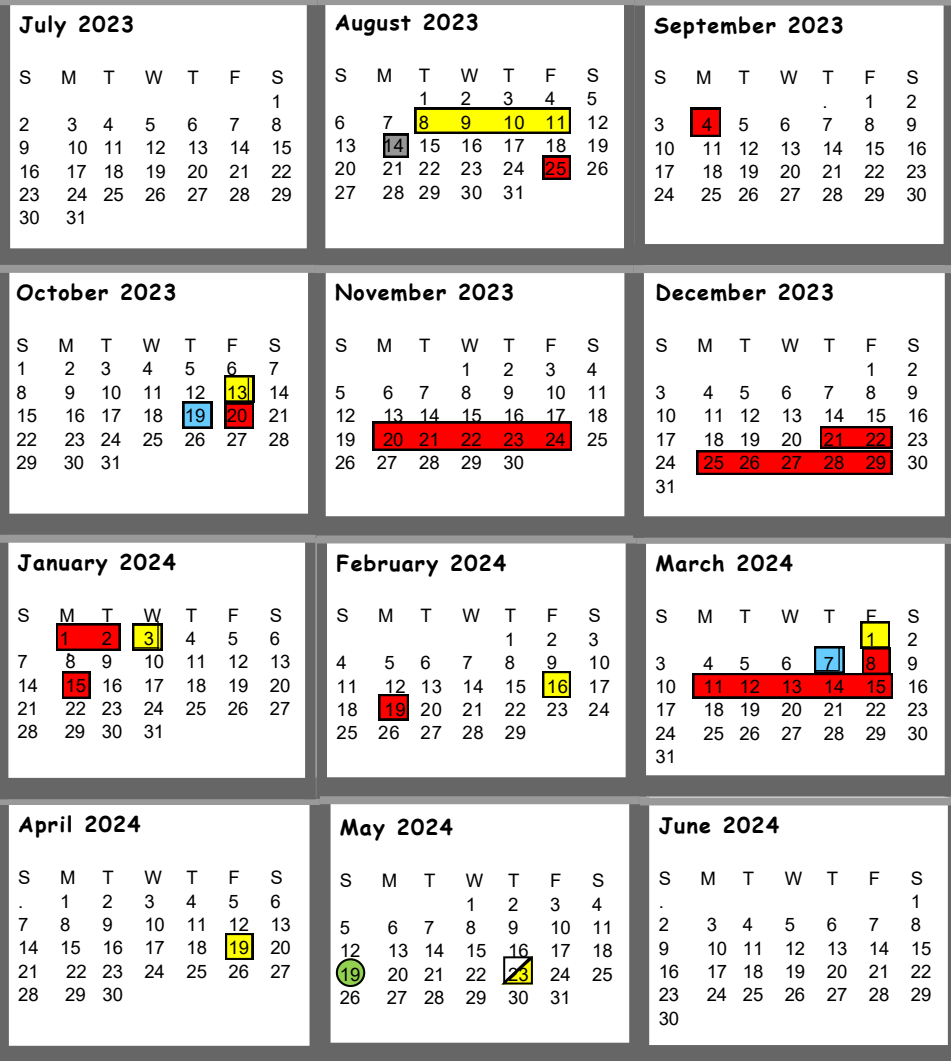 July 2023
S M T W T F S
1
2 3 4 5 6 7 8
9 10 11 12 13 14 15
16 17 18 19 20 21 22
23 24 25 26 27 28 29
30 31
August 2023
S M T W T F S
1 2 3 4 5
6 7 8 9 10 11 12
13 14 15 16 17 18 19
20 21 22 23 24 25 26
27 28 29 30 31
September 2023
S M T W T F S
. 1 2
3 4 5 6 7 8 9
10 11 12 13 14 15 16
17 18 19 20 21 22 23
24 25 26 27 28 29 30
October 2023
S M T W T F S
1 2 3 4 5 6 7
8 9 10 11 12 13 14
15 16 17 18 19 20 21
22 23 24 25 26 27 28
29 30 31
November 2023
S M T W T F S
1 2 3 4
5 6 7 8 9 10 11
12 13 14 15 16 17 18
19 20 21 22 23 24 25
26 27 28 29 30
December 2023
S M T W T F S
1 2
3 4 5 6 7 8 9
10 11 12 13 14 15 16
17 18 19 20 21 22 23
24 25 26 27 28 29 30
31
January 2024
S M T W T F S
1 2 3 4 5 6
7 8 9 10 11 12 13
14 15 16 17 18 19 20
21 22 23 24 25 26 27
28 29 30 31
February 2024
S M T W T F S
1 2 3
4 5 6 7 8 9 10
11 12 13 14 15 16 17
18 19 20 21 22 23 24
25 26 27 28 29
March 2024
S M T W T F S
1 2
3 4 5 6 7 8 9
10 11 12 13 14 15 16
17 18 19 20 21 22 23
24 25 26 27 28 29 30
31
April 2024
S M T W T F S
. 1 2 3 4 5 6
7 8 9 10 11 12 13
14 15 16 17 18 19 20
21 22 23 24 25 26 27
28 29 30
May 2024
S M T W T F S
1 2 3 4
5 6 7 8 9 10 11
12 13 14 15 16 17 18
19 20 21 22 23 24 25
26 27 28 29 30 31
June 2024
S M T W T F S
. 1
2 3 4 5 6 7 8
9 10 11 12 13 14 15
16 17 18 19 20 21 22
23 24 25 26 27 28 29
30